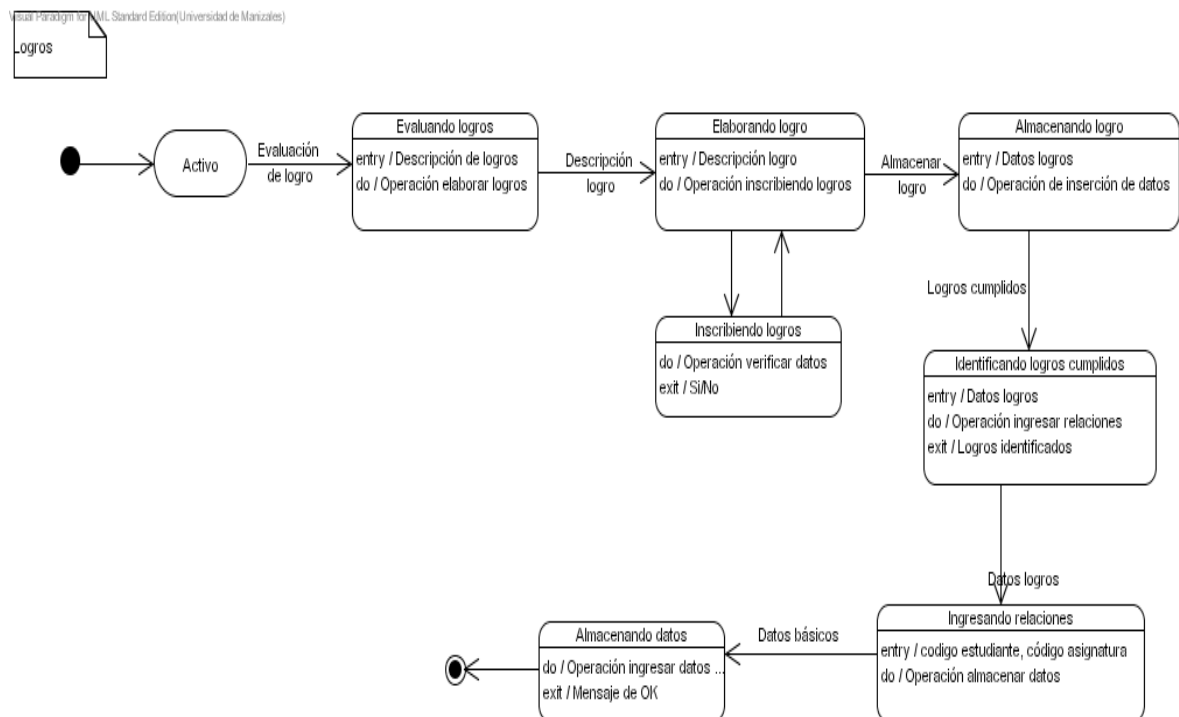 Visual Paradigm for UML Standard Edition(Universidad de Manizales)
Logros
Activo
Evaluación
de logro
Evaluando logros
entry / Descripción de logros
do / Operación elaborar logros
Descripción
logro
Elaborando logro
entry / Descripción logro
do / Operación inscribiendo logros
Almacenar
logro
Almacenando logro
entry / Datos logros
do / Operación de inserción de datos
Inscribiendo logros
do / Operación verificar datos
exit / Si/No
Logros cumplidos
Identificando logros cumplidos
entry / Datos logros
do / Operación ingresar relaciones
exit / Logros identificados
Datos logros
Ingresando relaciones
entry / codigo estudiante, código asignatura
do / Operación almacenar datos
Datos básicos
Almacenando datos
do / Operación ingresar datos ...
exit / Mensaje de OK